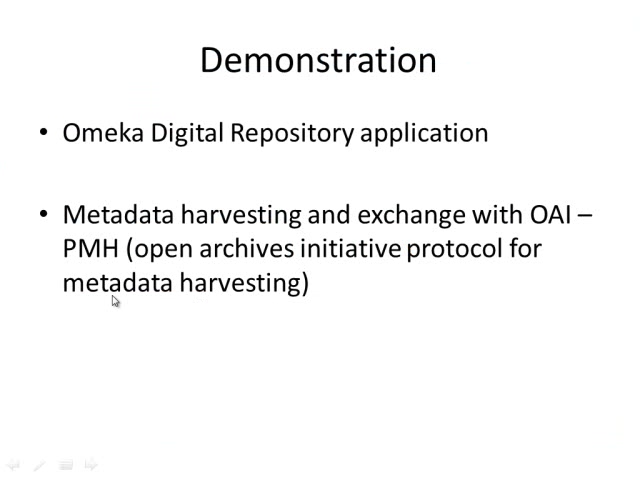 Demonstration
• Omeka Digital Repository application
• Metadata harvesting and exchange with OAI –
PMH (open archives initiative protocol for
metadata harvesting)